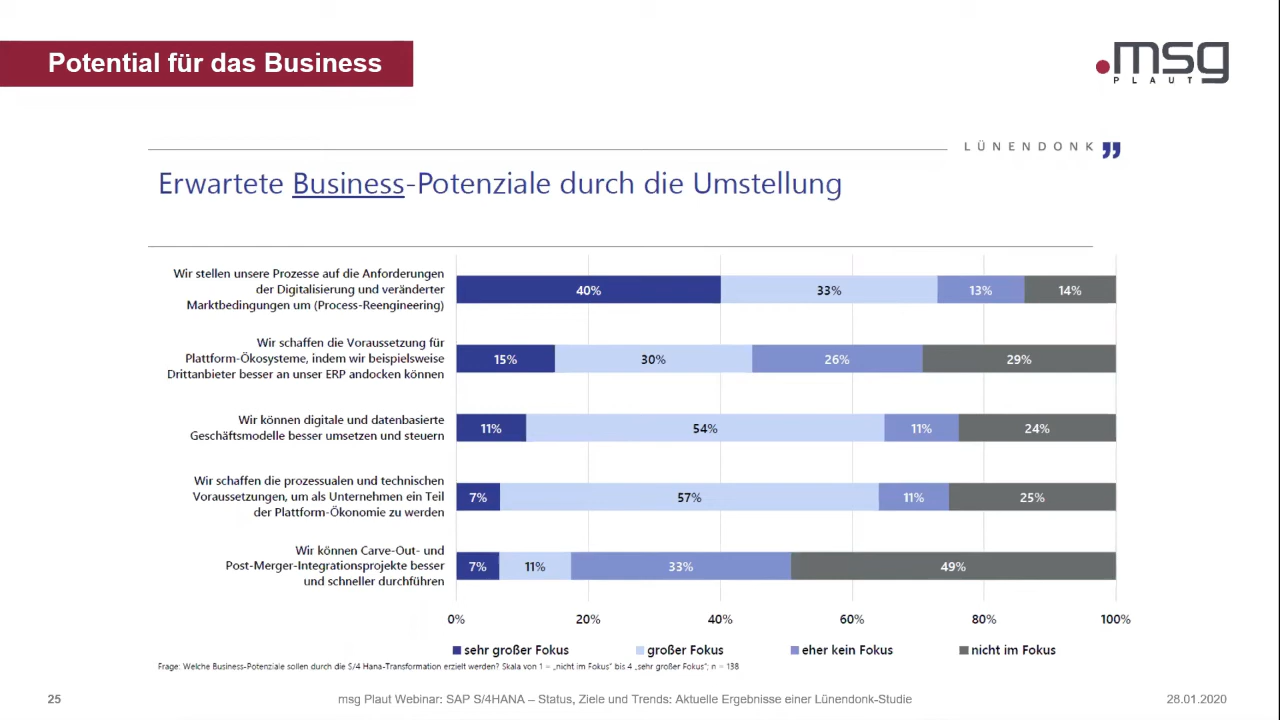 Potential für das Business
.msg
PLAUT
LÜNENDONK
Erwartete Business-Potenziale durch die Umstellung
Wir stellen unsere Prozesse auf die Anforderungen
der Digitalisierung und veränderter
Marktbedingungen um (Process-Reengineering)
40% 33% 13% 14%
Wir schaffen die Voraussetzung für
Plattform-Ökosysteme, indem wir beispielsweise
Drittanbieter besser an unser ERP andocken können
15% 30% 26% 29%
Wir können digitale und datenbasierte
Geschäftsmodelle besser umsetzen und steuern
11% 54% 11% 24%
Wir schaffen die prozessualen und technischen
Voraussetzungen, um als Unternehmen ein Teil
der Plattform-Ökonomie zu werden
7% 57% 11% 25%
Wir können Carve-Out- und
Post-Merger-Integrationsprojekte besser
und schneller durchführen
7% 11% 33% 49%
0% 20% 40% 60% 80% 100%
sehr großer Fokus großer Fokus eher kein Fokus nicht im Fokus
Frage: Welche Business-Potenziale sollen durch die S/4 Hana-Transformation erzielt werden? Skala von 1 = „nicht im Fokus" bis 4 „sehr großer Fokus"; n = 138
25 msg Plaut Webinar: SAP S/4HANA – Status, Ziele und Trends: Aktuelle Ergebnisse einer Lünendonk-Studie 28.01.2020